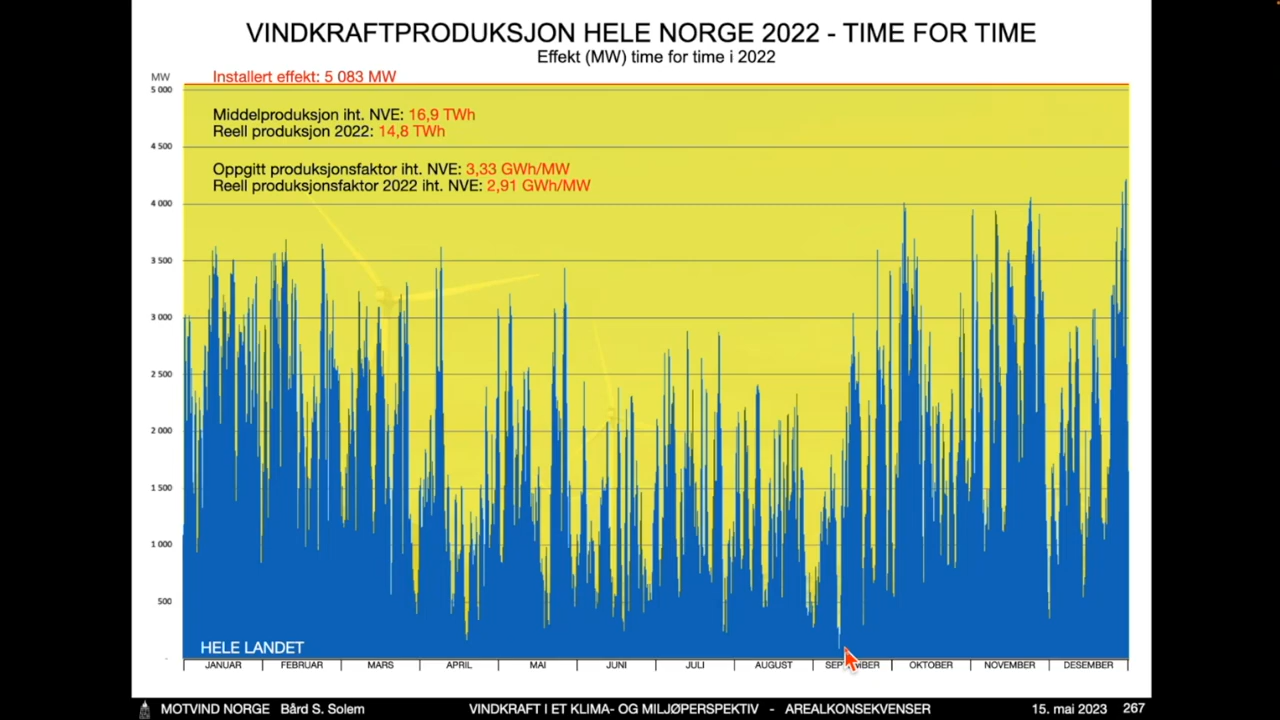 VINDKRAFTPRODUKSJON HELE NORGE 2022 - TIME FOR TIME
Effekt (MW) time for time i 2022
MW
Installert effekt: 5 083 MW
5 000
Middelproduksjon iht. NVE: 16,9 TWh
Reell produksjon 2022: 14,8 TWh
4 500
Oppgitt produksjonsfaktor iht. NVE: 3,33 GWh/MW
Reell produksjonsfaktor 2022 iht. NVE: 2,91 GWh/MW
4 000
3 500
3 000
2 500
2 000
1 500
1 000
500
HELE LANDET
-
JANUAR FEBRUAR MARS APRIL MAI JUNI JULI AUGUST SEPTEMBER OKTOBER NOVEMBER DESEMBER
MOTVIND NORGE Bård S. Solem VINDKRAFT I ET KLIMA- OG MILJØPERSPEKTIV - AREALKONSEKVENSER 15. mai 2023 267